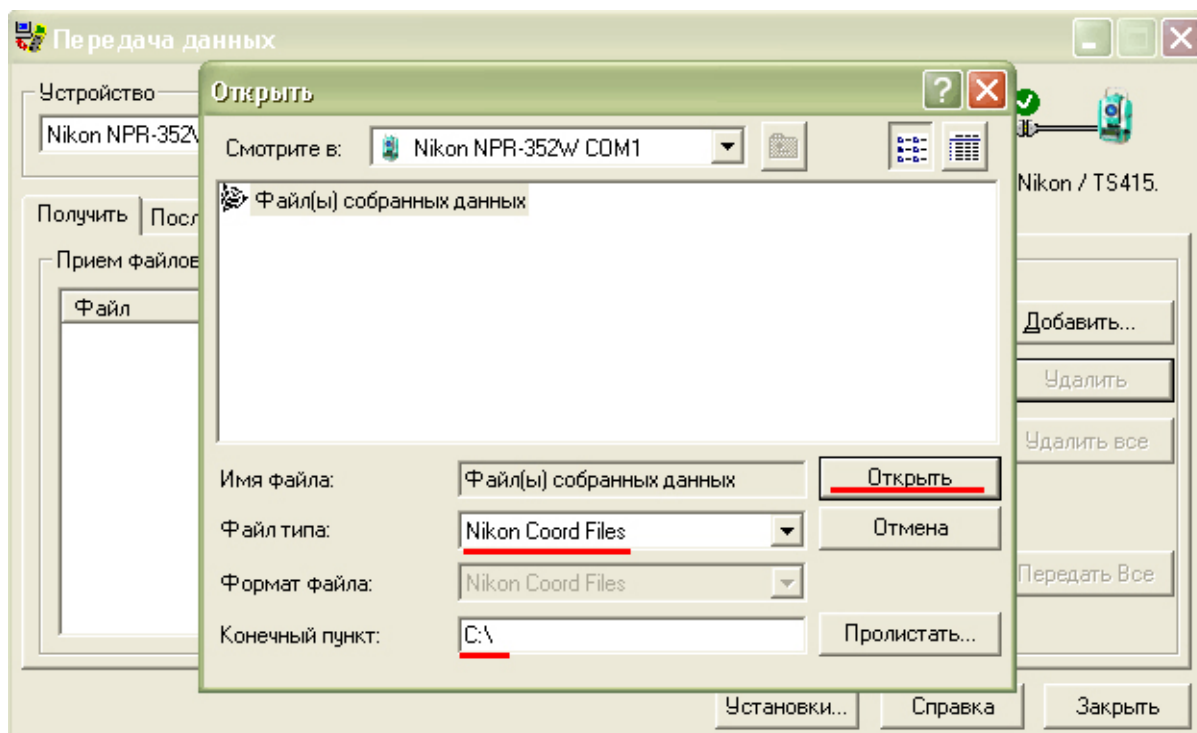 Передача данных
Устройство
Nikon NPR-352W
Nikon / TS415.
Получить
Посл
Прием файлов
Файл
Добавить...
Удалить
Удалить все
Передать Все
Установки...
Справка
Закрыть
Открыть
Смотрите в:
Nikon NPR-352W COM1
Файл(ы) собранных данных
Имя файла:
Файл(ы) собранных данных
Открыть
Файл типа:
Nikon Coord Files
Отмена
Формат файла:
Nikon Coord Files
Конечный пункт:
C:\
Пролистать...